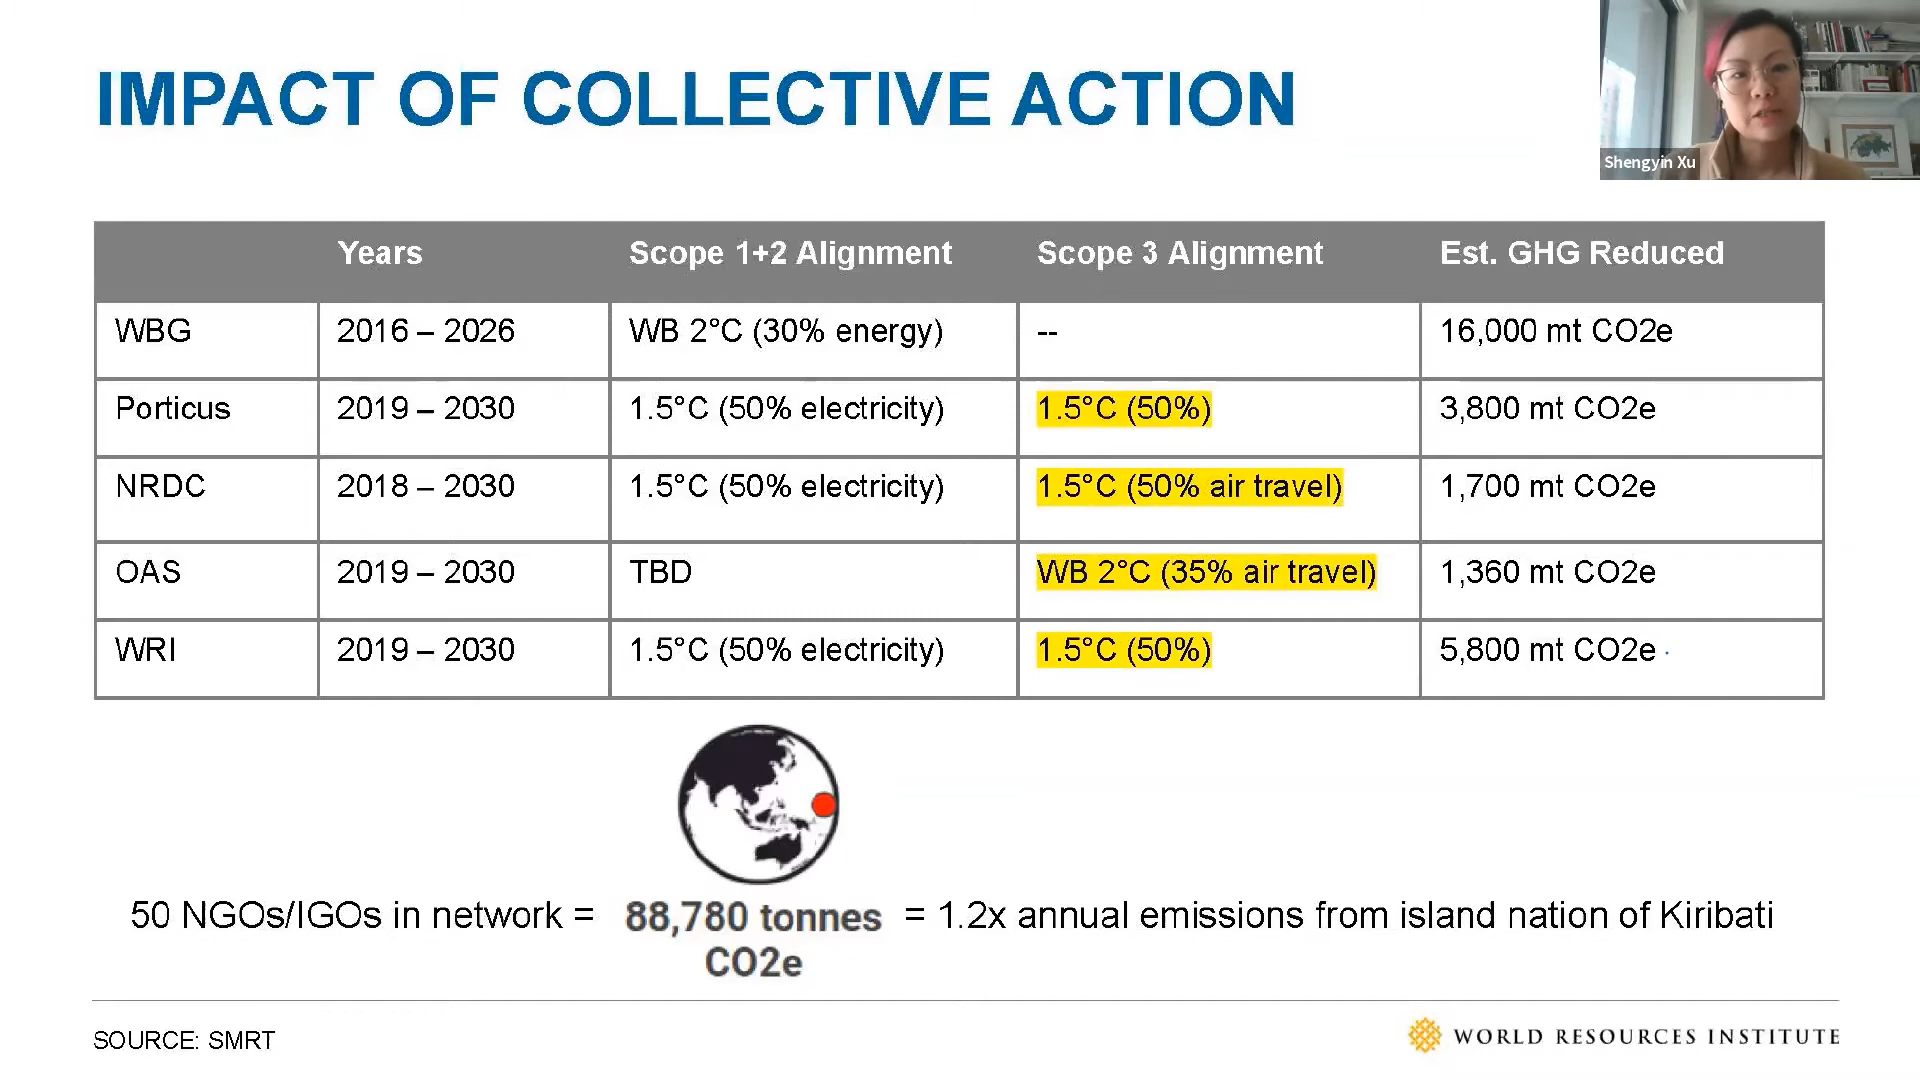 IMPACT OF COLLECTIVE ACTION
Shengyin Xu
Years Scope 1+2 Alignment Scope 3 Alignment Est. GHG Reduced
WBG 2016 – 2026 WB 2°C (30% energy) -- 16,000 mt CO2e
Porticus 2019 – 2030 1.5°C (50% electricity) 1.5°C (50%) 3,800 mt CO2e
NRDC 2018 – 2030 1.5°C (50% electricity) 1.5°C (50% air travel) 1,700 mt CO2e
OAS 2019 – 2030 TBD WB 2°C (35% air travel) 1,360 mt CO2e
WRI 2019 – 2030 1.5°C (50% electricity) 1.5°C (50%) 5,800 mt CO2e
50 NGOs/IGOs in network = 88,780 tonnes = 1.2x annual emissions from island nation of Kiribati
CO2e
SOURCE: SMRT
WORLD RESOURCES INSTITUTE